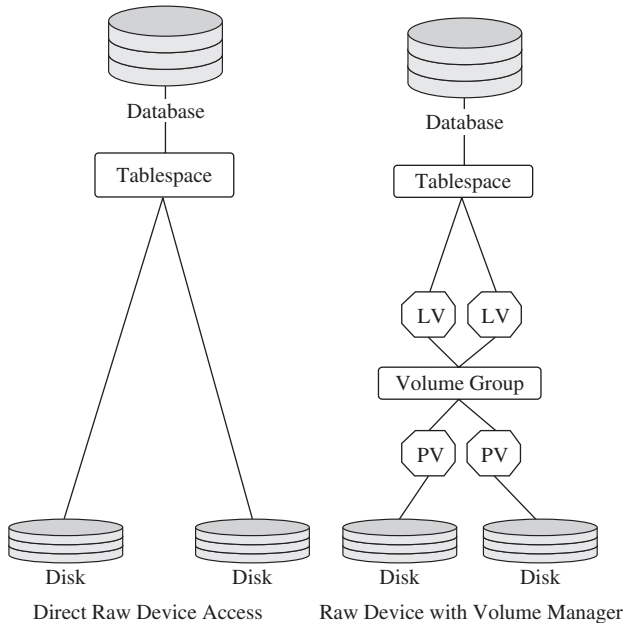 Database
Tablespace
Disk
Disk
Direct Raw Device Access
Database
Tablespace
LV
LV
Volume Group
PV
PV
Disk
Disk
Raw Device with Volume Manager